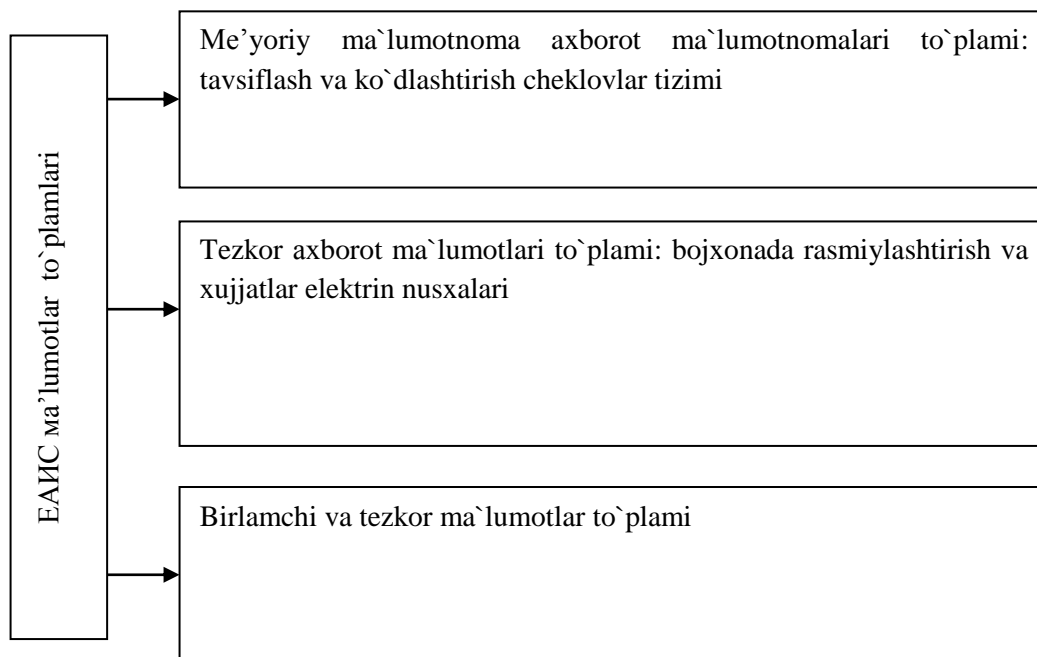 ЕАИС ма’lumotlar to`plamlari
Me’yoriy ma`lumotnoma axborot ma`lumotnomalari to`plami:
tavsiflash va ko`dlashtirish cheklovlar tizimi
Tezkor axborot ma`lumotlari to`plami: bojxonada rasmiylashtirish va
xujjatlar elektrin nusxalari
Birlamchi va tezkor ma`lumotlar to`plami